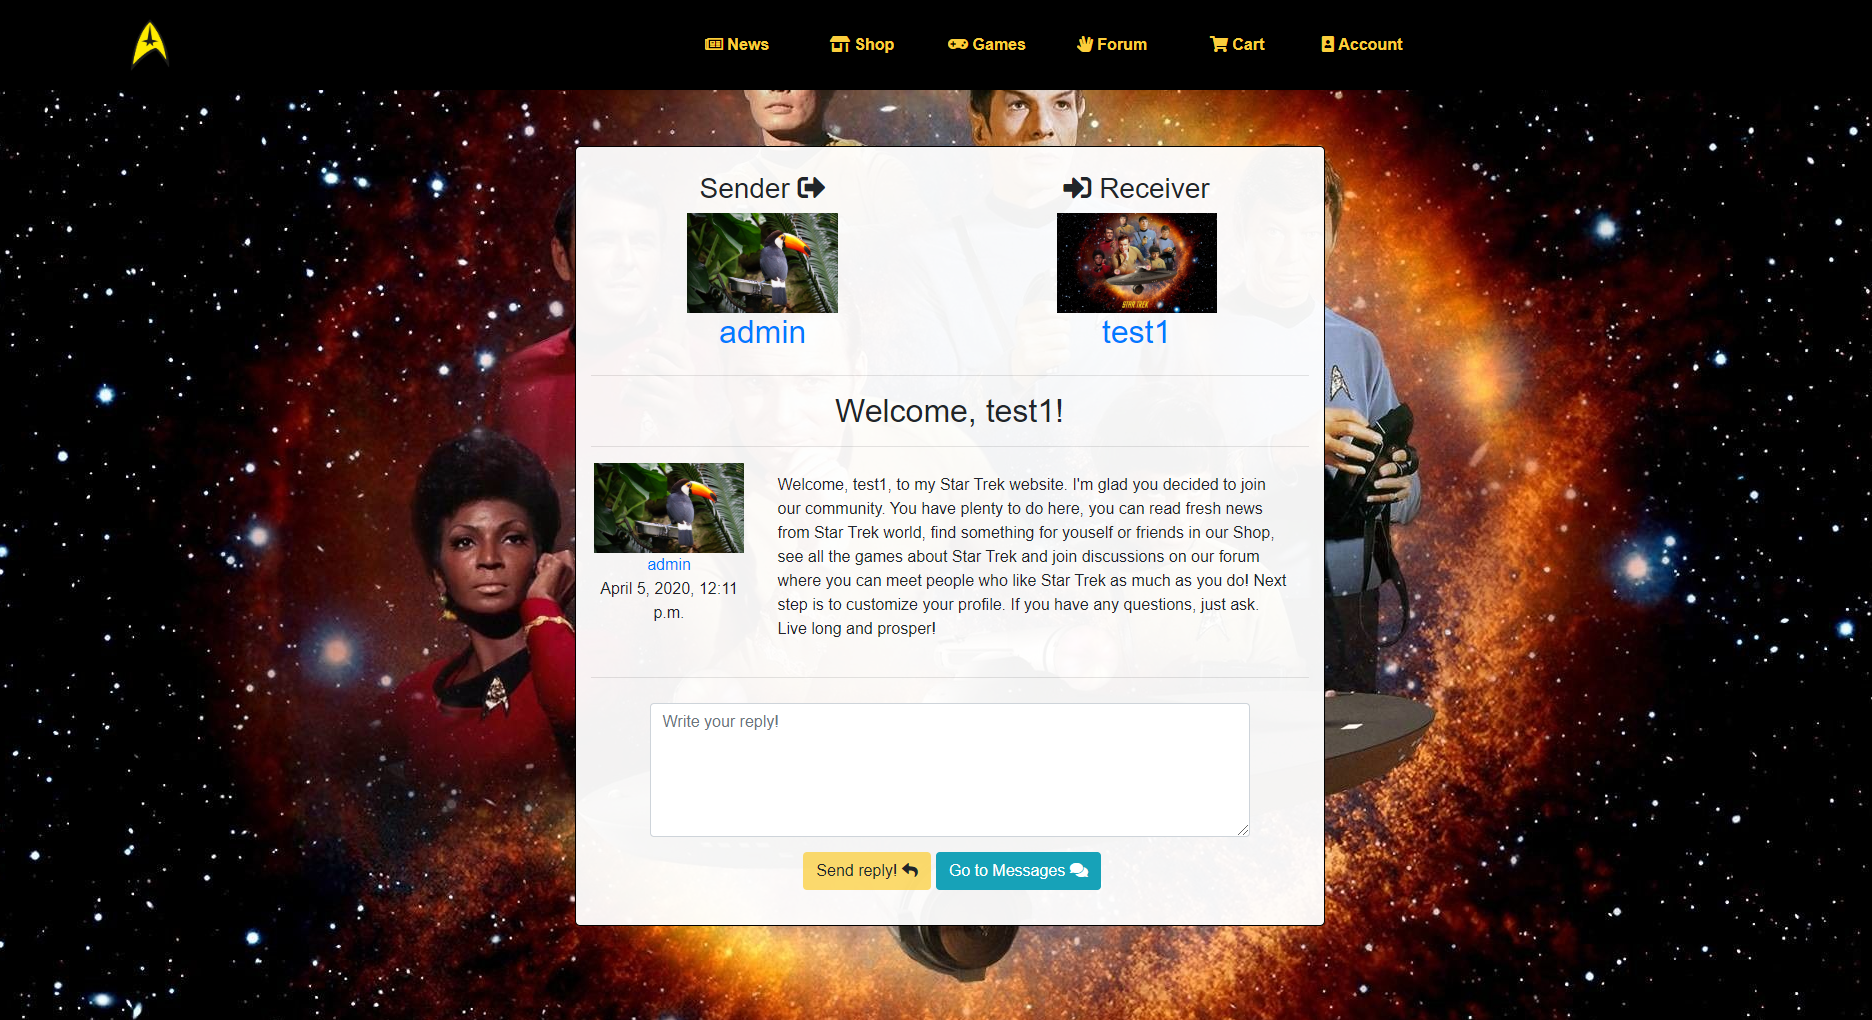 News Shop Games Forum Cart Account
Sender Receiver
STAR TREK
admin test1
Welcome, test1!
Welcome, test1, to my Star Trek website. I'm glad you decided to join
our community. You have plenty to do here, you can read fresh news
from Star Trek world, find something for youself or friends in our Shop,
see all the games about Star Trek and join discussions on our forum
where you can meet people who like Star Trek as much as you do! Next
step is to customize your profile. If you have any questions, just ask.
Live long and prosper!
admin
April 5, 2020, 12:11
p.m.
Write your reply!
Send reply! Go to Messages